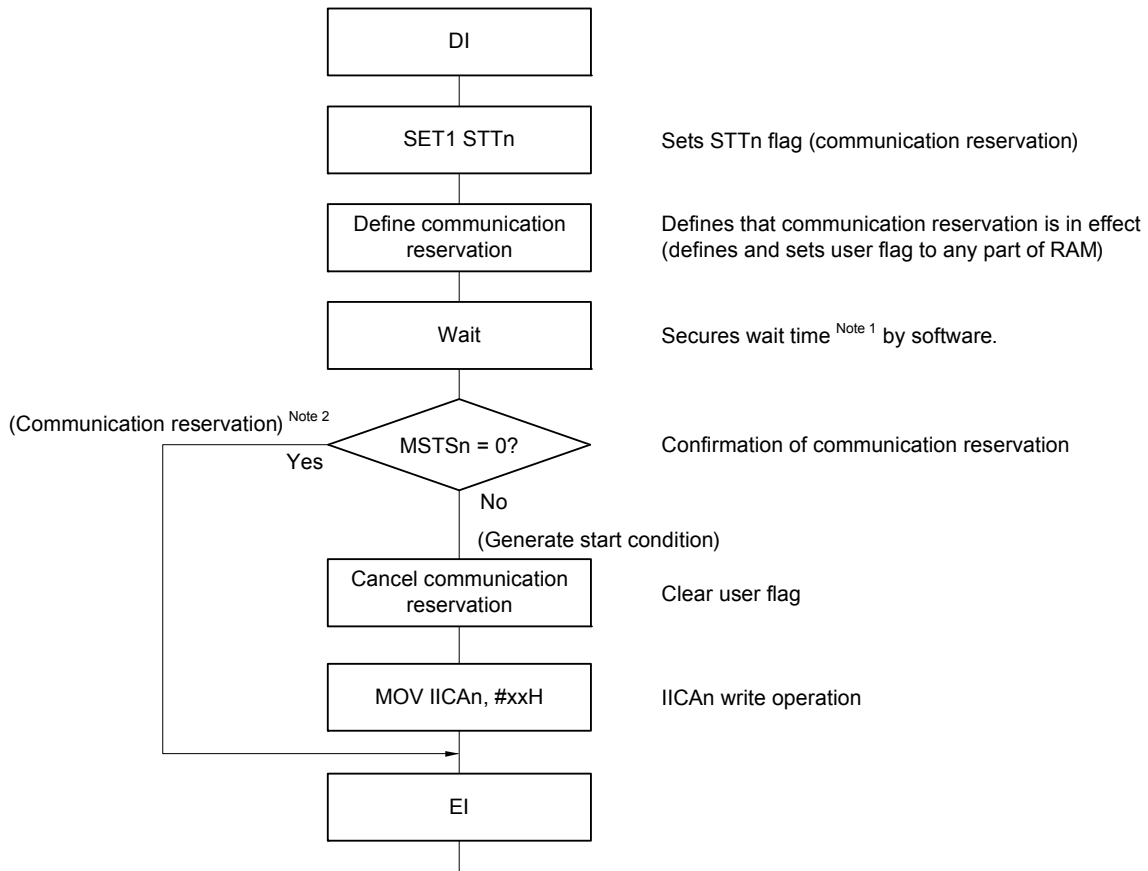 DI
SET1 STTn
Sets STTn flag (communication reservation)
Define communication
reservation
Defines that communication reservation is in effect
(defines and sets user flag to any part of RAM)
Wait
Secures wait time Note 1 by software.
(Communication reservation) Note 2
Yes
MSTSn = 0?
Confirmation of communication reservation
No
(Generate start condition)
Cancel communication
reservation
Clear user flag
MOV IICAn, #xxH
IICAn write operation
EI